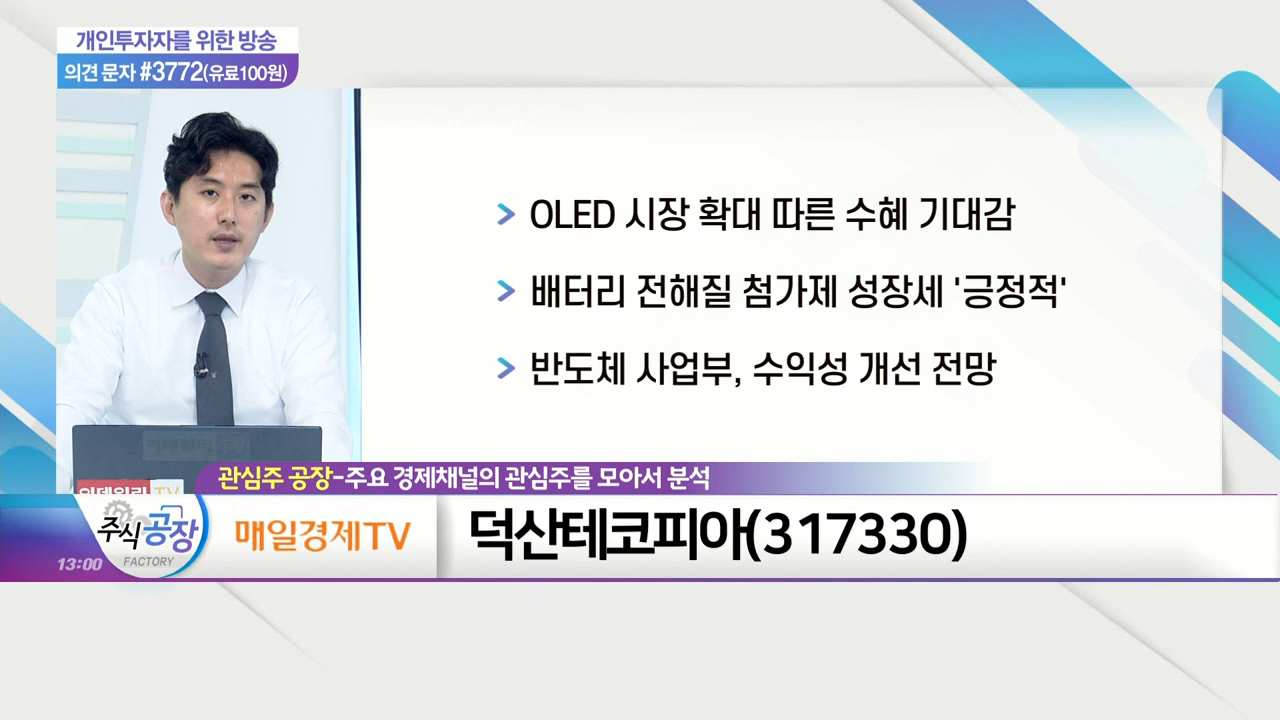 개인투자자를 위한 방송
의견 문자 #3772(유료100원)
> OLED 시장 확대 따른 수혜 기대감
> 배터리 전해질 첨가제 성장세 '긍정적'
> 반도체 사업부, 수익성 개선 전망
관심주 공장-주요 경제채널의 관심주를 모아서 분석
주식공장
FACTORY
13:00
매일경제TV
덕산테코피아(317330)